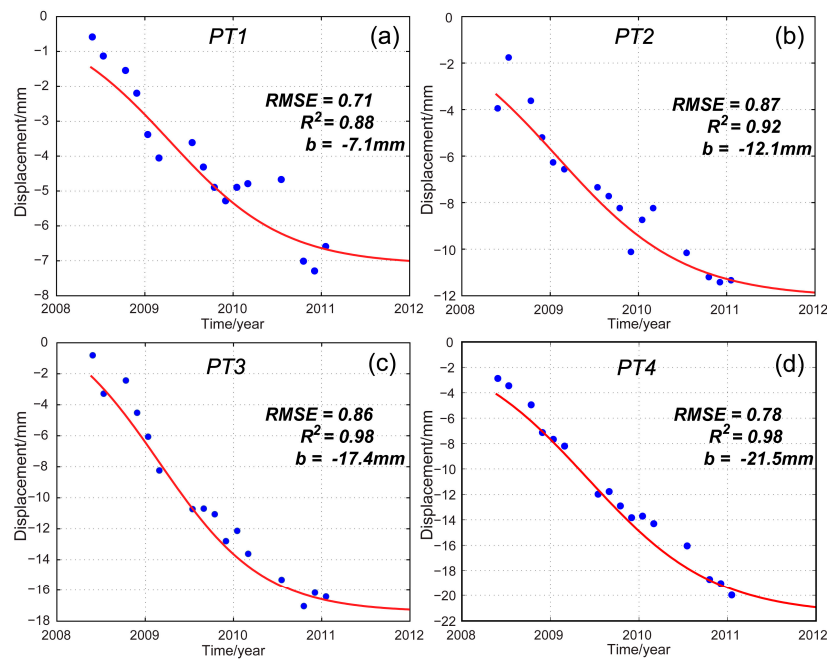 PT1
(a)
RMSE = 0.71
R² = 0.88
b = -7.1mm
Displacement/mm
0
−1
−2
−3
−4
−5
−6
−7
−8
2008
2009
2010
2011
2012
Time/year
PT2
(b)
RMSE = 0.87
R² = 0.92
b = -12.1mm
Displacement/mm
0
−2
−4
−6
−8
−10
−12
2008
2009
2010
2011
2012
Time/year
PT3
(c)
RMSE = 0.86
R² = 0.98
b = -17.4mm
Displacement/mm
0
−2
−4
−6
−8
−10
−12
−14
−16
−18
2008
2009
2010
2011
2012
Time/year
PT4
(d)
RMSE = 0.78
R² = 0.98
b = -21.5mm
Displacement/mm
0
−2
−4
−6
−8
−10
−12
−14
−16
−18
−20
−22
2008
2009
2010
2011
2012
Time/year